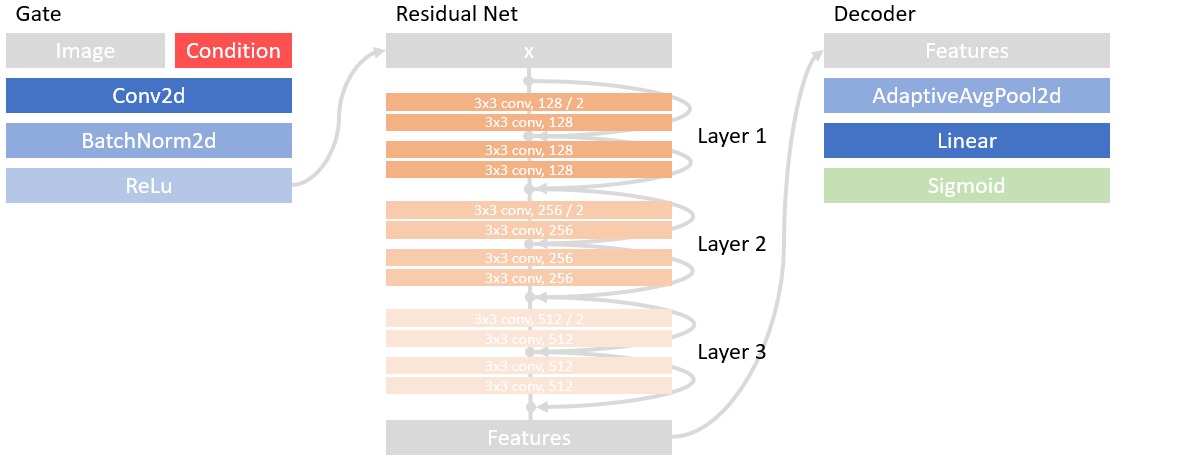 Gate
Image
Condition
Conv2d
BatchNorm2d
ReLu
Residual Net
x
3x3 conv, 128 / 2
3x3 conv, 128
3x3 conv, 128
3x3 conv, 128
Layer 1
3x3 conv, 256 / 2
3x3 conv, 256
3x3 conv, 256
3x3 conv, 256
Layer 2
3x3 conv, 512 / 2
3x3 conv, 512
3x3 conv, 512
3x3 conv, 512
Layer 3
Features
Decoder
Features
AdaptiveAvgPool2d
Linear
Sigmoid